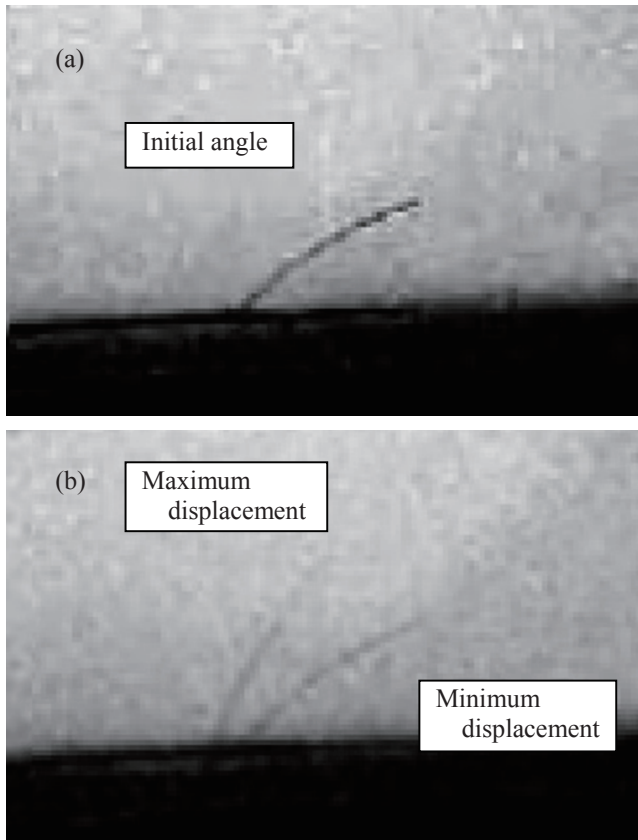 (a)
Initial angle
(b)
Maximum
displacement
Minimum
displacement